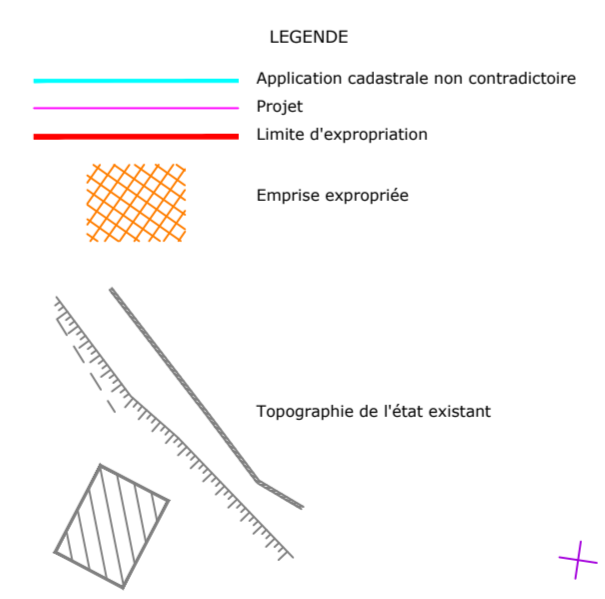 LEGENDE
Application cadastrale non contradictoire
Projet
Limite d'expropriation
Emprise expropriée
Topographie de l'état existant